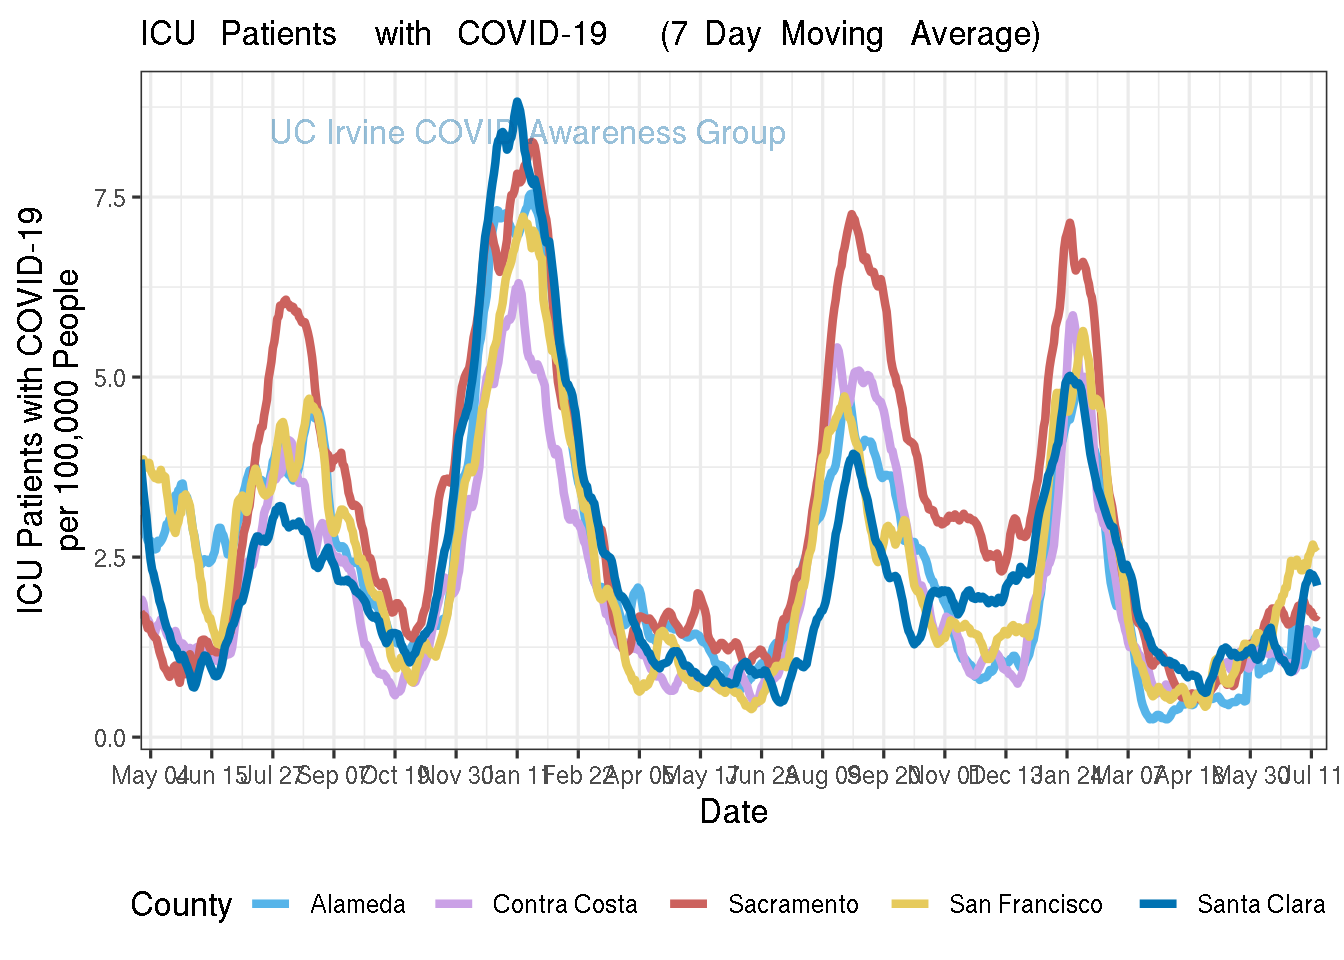 ICU Patients with COVID-19 (7 Day Moving Average)
UC Irvine COVID Awareness Group
ICU Patients with COVID-19
per 100,000 People
7.5
5.0
2.5
0.0
May 04 Jun 15 Jul 27 Sep 07 Oct 19 Nov 30 Jan 11 Feb 22 Apr 05 May 17 Jun 28 Aug 09 Sep 20 Nov 01 Dec 13 Jan 24 Mar 07 Apr 18 May 30 Jul 11
Date
County Alameda Contra Costa Sacramento San Francisco Santa Clara